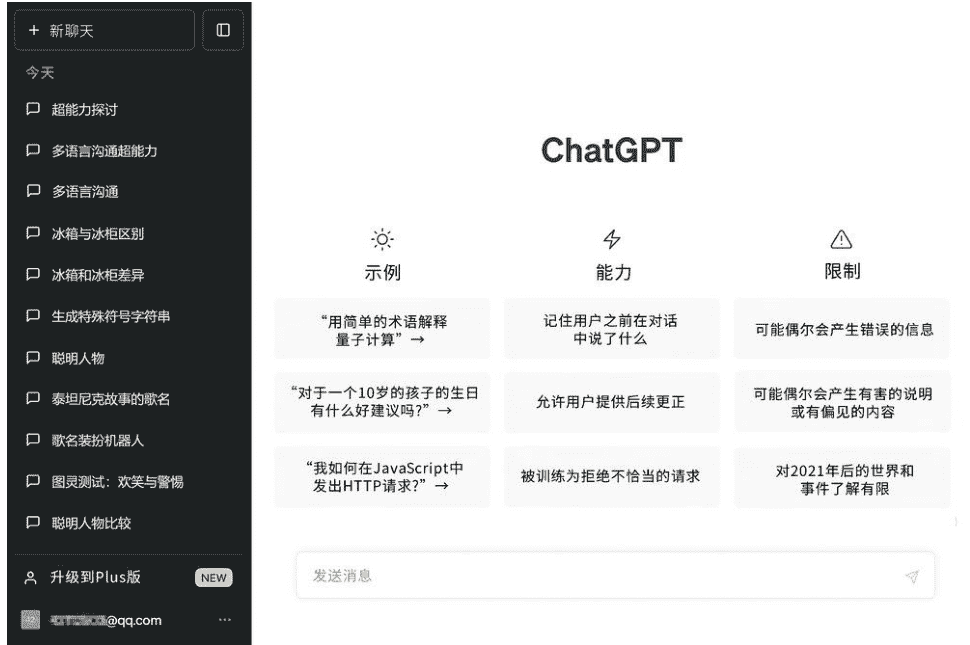 新聊天
今天
超能力探讨
多语言沟通超能力
多语言沟通
冰箱与冰柜区别
冰箱和冰柜差异
生成特殊符号字符串
聪明人物
泰坦尼克故事的歌名
歌名装扮机器人
图灵测试：欢笑与警惕
聪明人物比较
升级到Plus版
NEW
@qq.com
ChatGPT
示例
“用简单的术语解释
量子计算”→
“对于一个10岁的孩子的生日
有什么好建议吗?”→
“我如何在JavaScript中
发出HTTP请求?”→
能力
记住用户之前在对话
中说了什么
允许用户提供后续更正
被训练为拒绝不恰当的请求
限制
可能偶尔会产生错误的信息
可能偶尔会产生有害的说明
或有偏见的内容
对2021年后的世界和
事件了解有限
发送消息